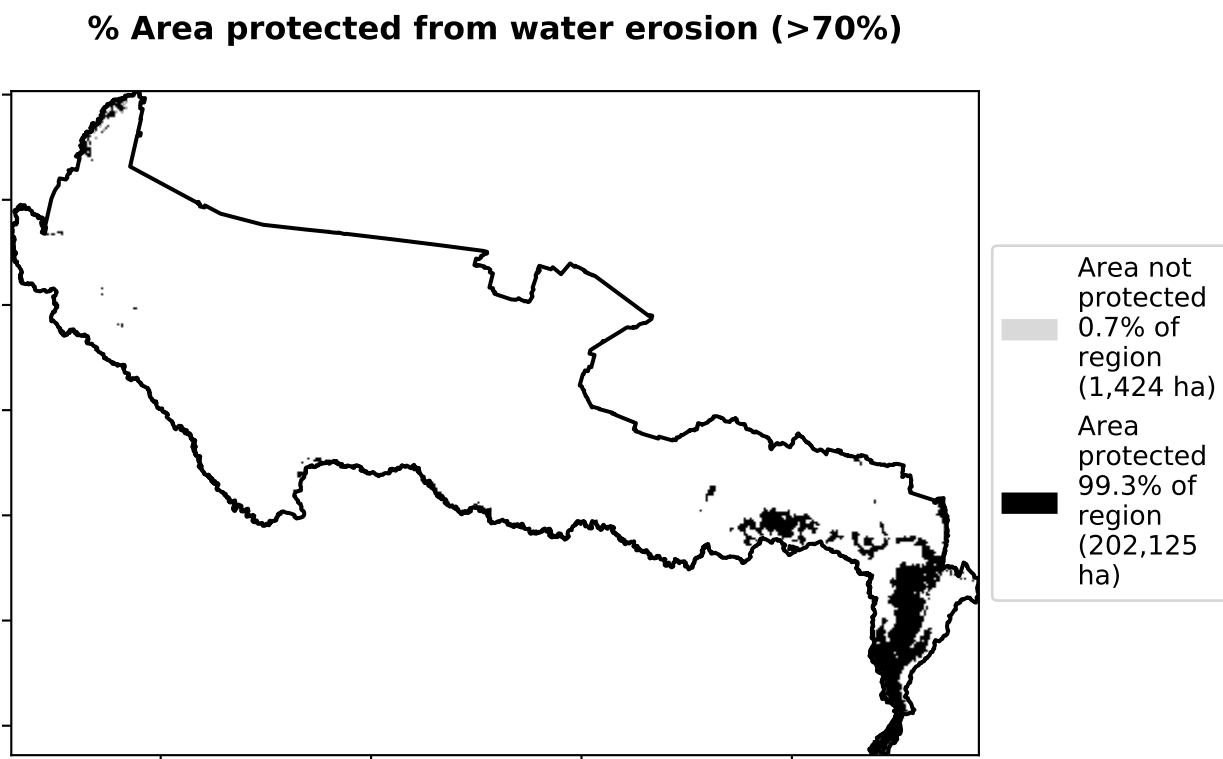 % Area protected from water erosion (>70%)
Area not
protected
0.7% of
region
(1,424 ha)
Area
protected
99.3% of
region
(202,125
ha)